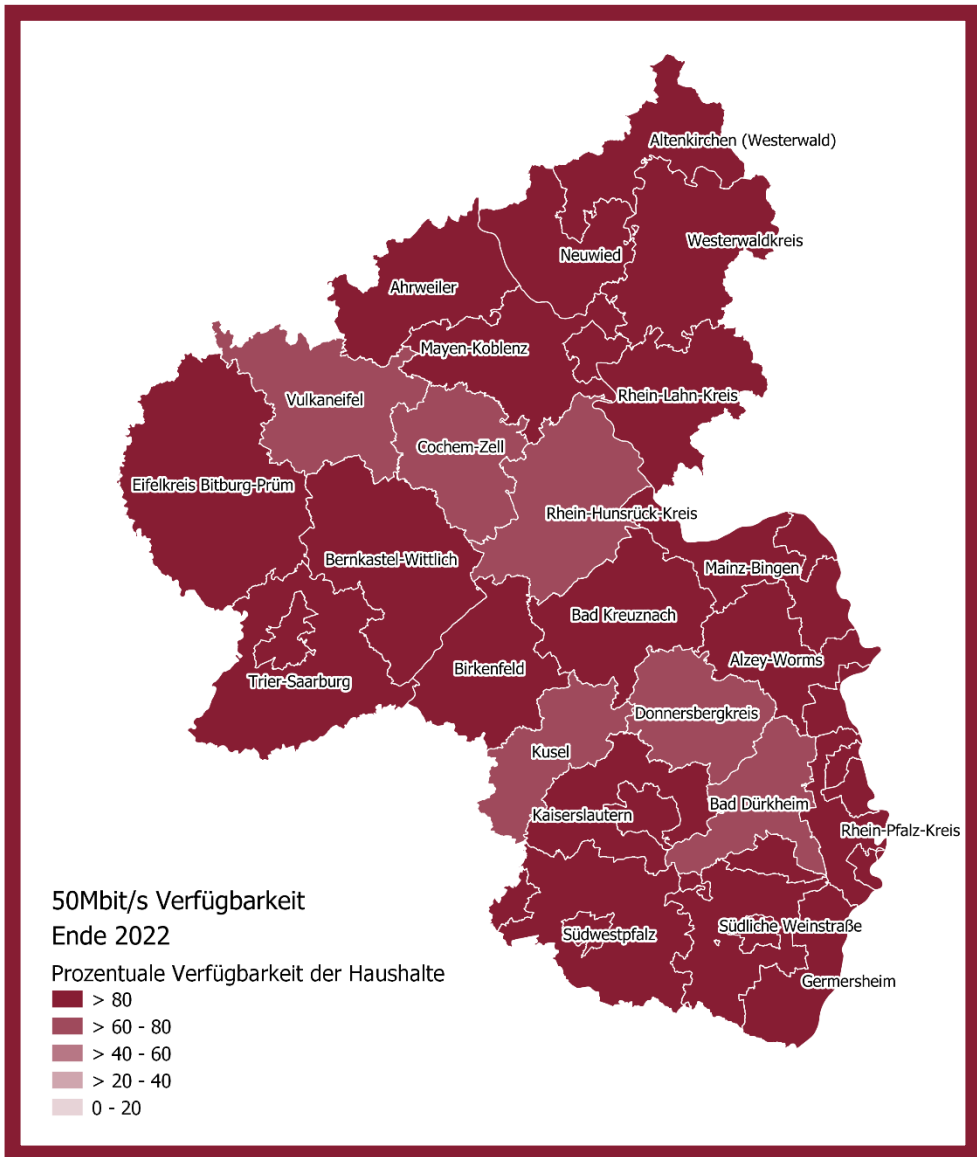 Altenkirchen (Westerwald)
Westerwaldkreis
Neuwied
Ahrweiler
Mayen-Koblenz
Rhein-Lahn-Kreis
Vulkaneifel
Cochem-Zell
Eifelkreis Bitburg-Prüm
Rhein-Hunsrück-Kreis
Bernkastel-Wittlich
Mainz-Bingen
Bad Kreuznach
Alzey-Worms
Birkenfeld
Trier-Saarburg
Donnersbergkreis
Kusel
Bad Dürkheim
Kaiserslautern
Rhein-Pfalz-Kreis
Südliche Weinstraße
Südwestpfalz
Germersheim
50Mbit/s Verfügbarkeit
Ende 2022
Prozentuale Verfügbarkeit der Haushalte
> 80
> 60 - 80
> 40 - 60
> 20 - 40
0 - 20